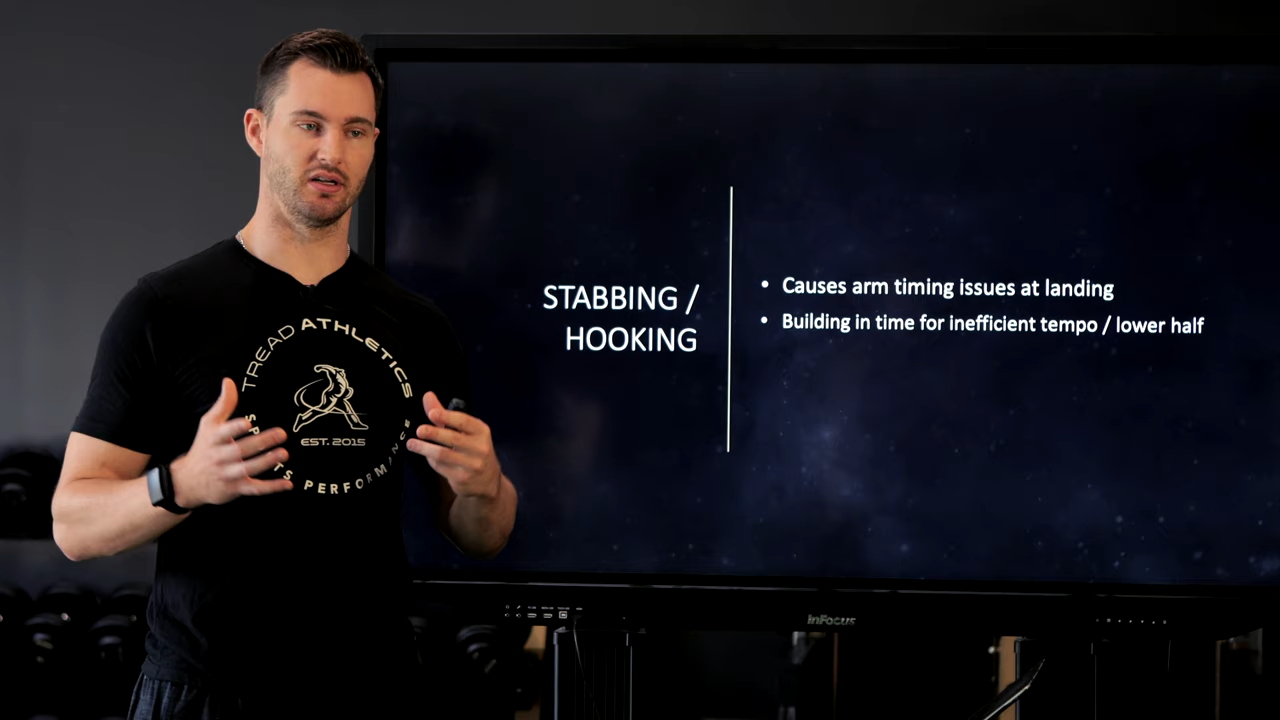 TREAD ATHLETICS
EST. 2015
SPORTS PERFORMANCE
STABBING /
HOOKING
• Causes arm timing issues at landing
• Building in time for inefficient tempo / lower half
InFocus